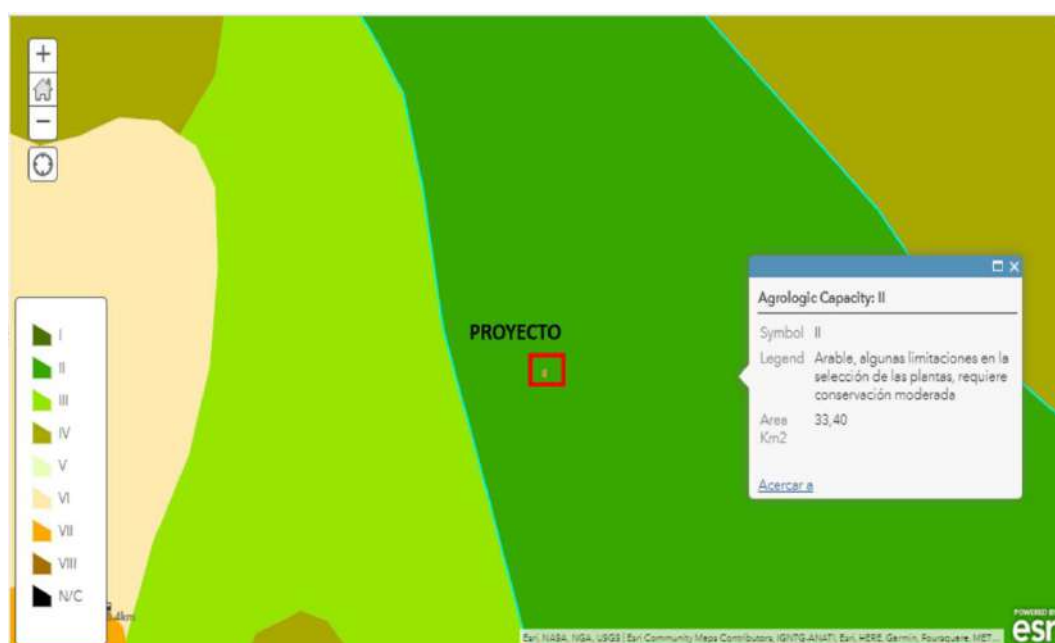 +
−
PROYECTO
Agrologic Capacity: II
Symbol II
Legend Arable, algunas limitaciones en la
selección de las plantas, requiere
conservación moderada
Area 33,40
Km2
Acercar a
I
II
III
IV
V
VI
VII
VIII
N/C
4km
Esri, NASA, NGA, USGS | Esri Community Maps Contributors, IGNTG-ANATI, Esri, HERE, Garmin, Foursquare, MET...
POWERED BY
esri